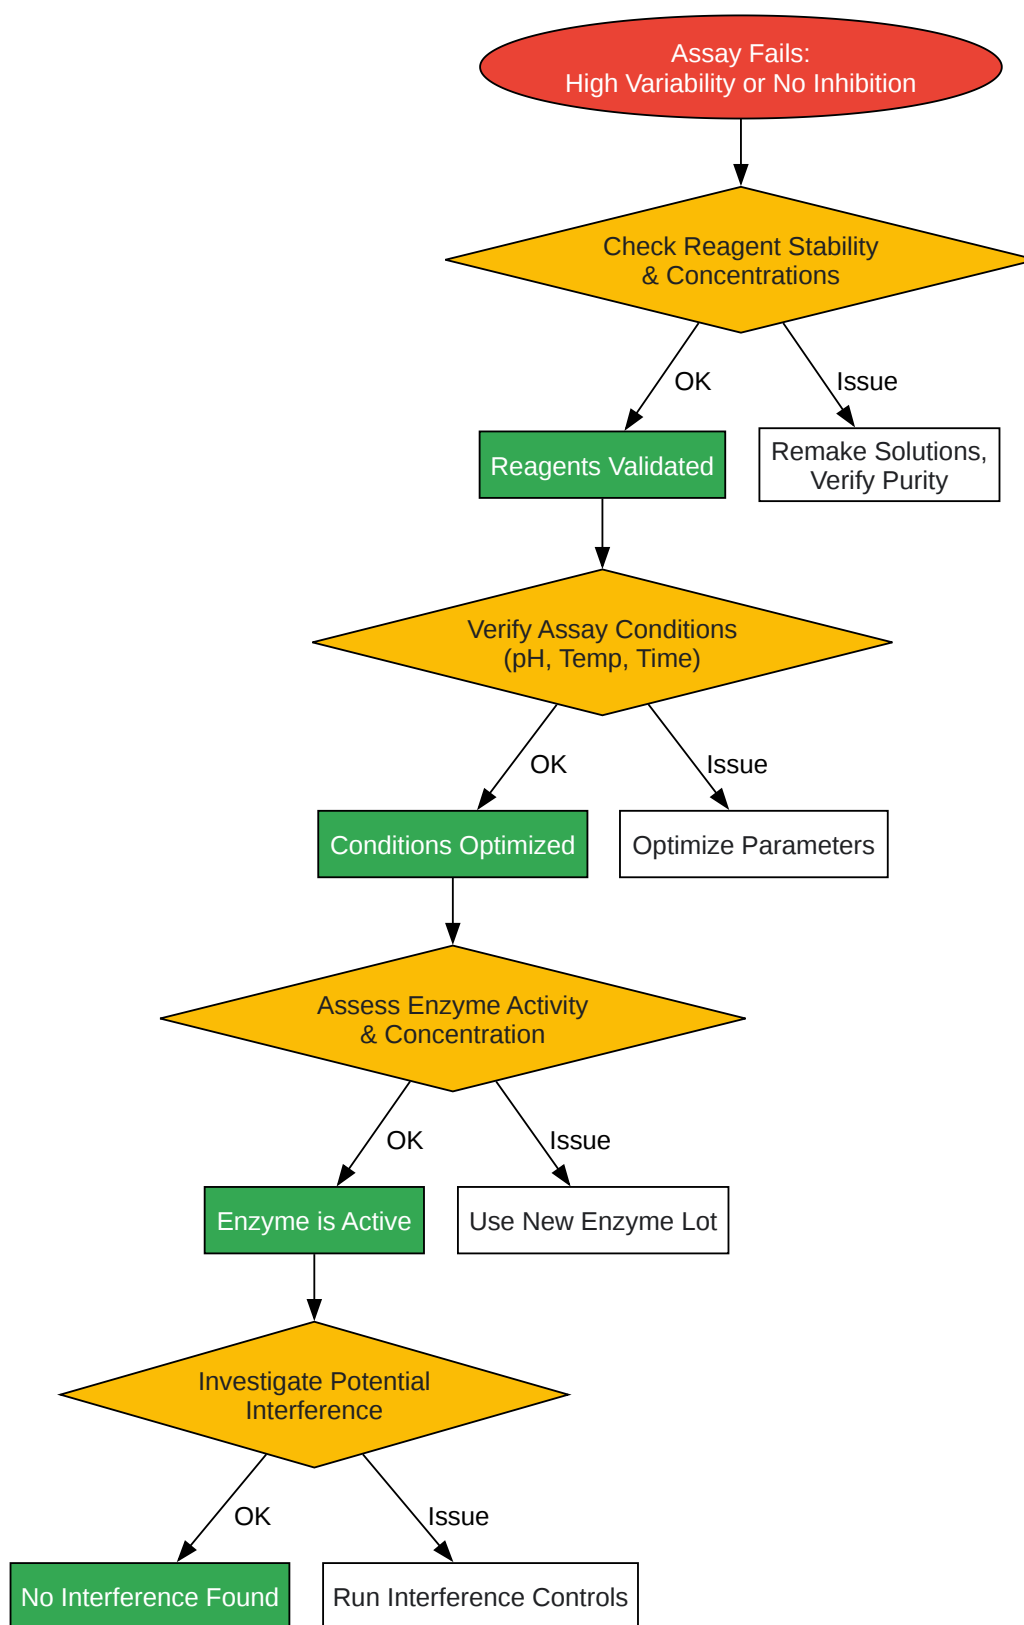 Assay Fails:
High Variability or No Inhibition
Check Reagent Stability
& Concentrations
OK
Issue
Reagents Validated
Remake Solutions,
Verify Purity
Verify Assay Conditions
(pH, Temp, Time)
OK
Issue
Conditions Optimized
Optimize Parameters
Assess Enzyme Activity
& Concentration
OK
Issue
Enzyme is Active
Use New Enzyme Lot
Investigate Potential
Interference
OK
Issue
No Interference Found
Run Interference Controls